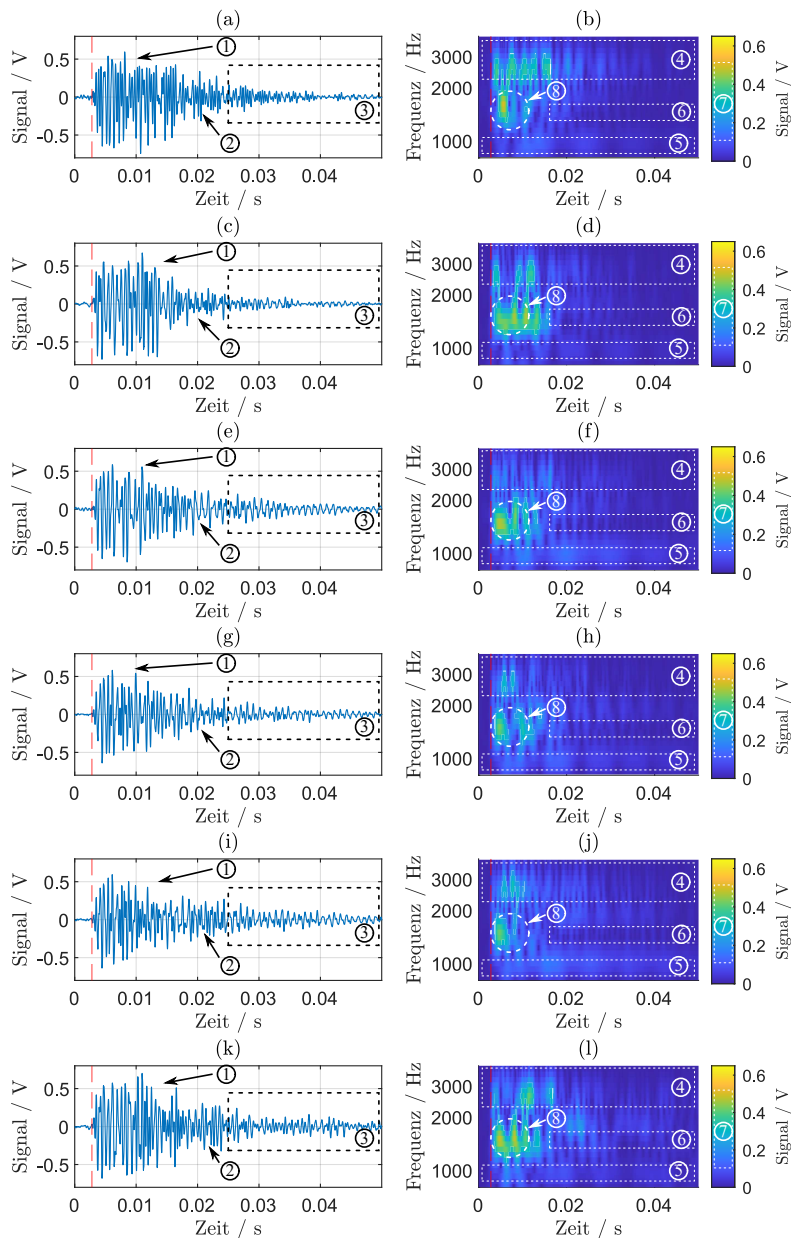 (a)
Signal / V
0.5
0
-0.5
①
②
③
0 0.01 0.02 0.03 0.04
Zeit / s
(b)
Frequenz / Hz
3000
2000
1000
④
⑧
⑥
⑤
0 0.02 0.04
Zeit / s
0.6
0.4
⑦
0.2
0
Signal / V
(c)
Signal / V
0.5
0
-0.5
①
②
③
0 0.01 0.02 0.03 0.04
Zeit / s
(d)
Frequenz / Hz
3000
2000
1000
④
⑧
⑥
⑤
0 0.02 0.04
Zeit / s
0.6
0.4
⑦
0.2
0
Signal / V
(e)
Signal / V
0.5
0
-0.5
①
②
③
0 0.01 0.02 0.03 0.04
Zeit / s
(f)
Frequenz / Hz
3000
2000
1000
④
⑧
⑥
⑤
0 0.02 0.04
Zeit / s
0.6
0.4
⑦
0.2
0
Signal / V
(g)
Signal / V
0.5
0
-0.5
①
②
③
0 0.01 0.02 0.03 0.04
Zeit / s
(h)
Frequenz / Hz
3000
2000
1000
④
⑧
⑥
⑤
0 0.02 0.04
Zeit / s
0.6
0.4
⑦
0.2
0
Signal / V
(i)
Signal / V
0.5
0
-0.5
①
②
③
0 0.01 0.02 0.03 0.04
Zeit / s
(j)
Frequenz / Hz
3000
2000
1000
④
⑧
⑥
⑤
0 0.02 0.04
Zeit / s
0.6
0.4
⑦
0.2
0
Signal / V
(k)
Signal / V
0.5
0
-0.5
①
②
③
0 0.01 0.02 0.03 0.04
Zeit / s
(l)
Frequenz / Hz
3000
2000
1000
④
⑧
⑥
⑤
0 0.02 0.04
Zeit / s
0.6
0.4
⑦
0.2
0
Signal / V